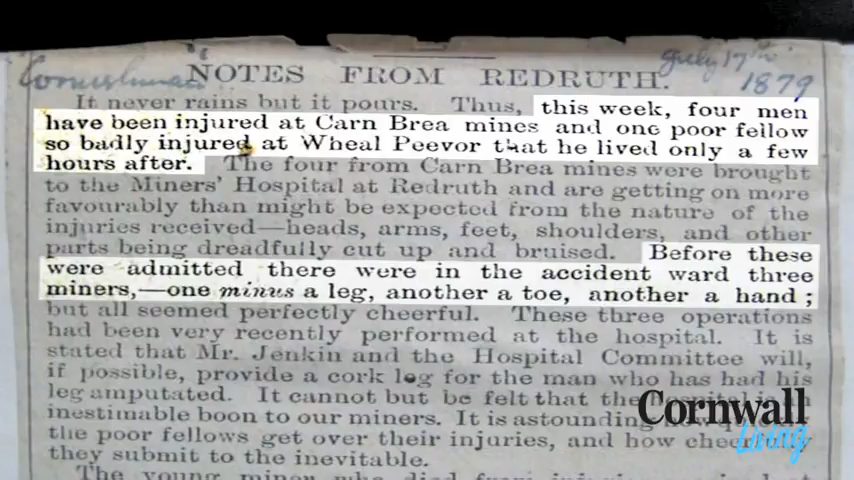 Cornishman
July 17th
1879
NOTES FROM REDRUTH.
It never rains but it pours. Thus, this week, four men
have been injured at Carn Brea mines and one poor fellow
so badly injured at Wheal Peevor that he lived only a few
hours after. The four from Carn Brea mines were brought
to the Miners' Hospital at Redruth and are getting on more
favourably than might be expected from the nature of the
injuries received—heads, arms, feet, shoulders, and other
parts being dreadfully cut up and bruised. Before these
were admitted there were in the accident ward three
miners,—one minus a leg, another a toe, another a hand;
but all seemed perfectly cheerful. These three operations
had been very recently performed at the hospital. It is
stated that Mr. Jenkin and the Hospital Committee will,
if possible, provide a cork leg for the man who has had his
leg amputated. It cannot but be felt that the
inestimable boon to our miners. It is astonishing
the poor fellows get over their injuries, and how
they submit to the inevitable.
The young miner who died from
Cornwall
Living